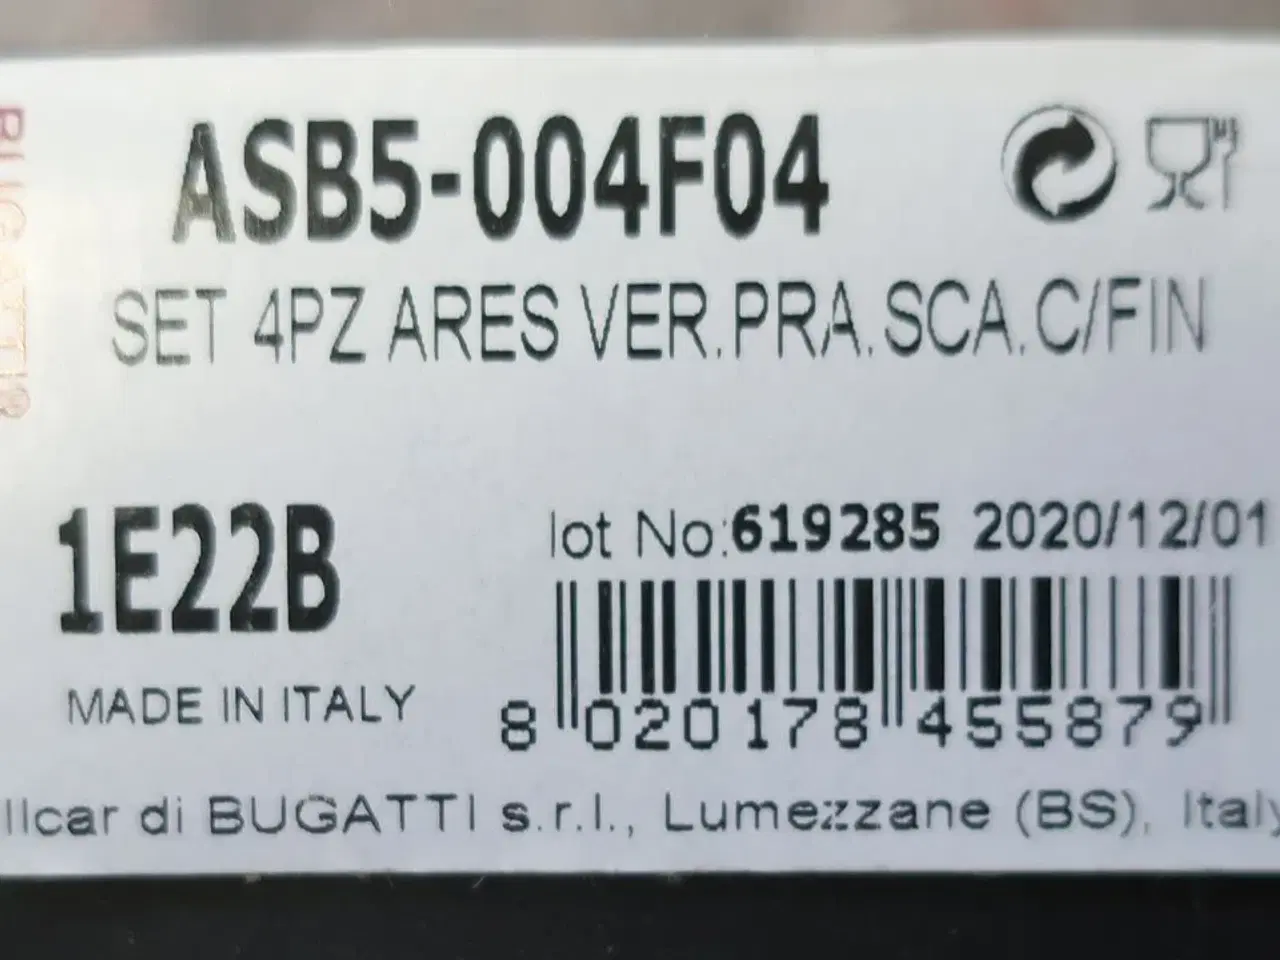 BUGATTI®
ASB5-004F04
SET 4PZ ARES VER.PRA.SCA.C/FIN
1E22B
lot No:619285 2020/12/01
MADE IN ITALY
8 020178 455879
llcar di BUGATTI s.r.l., Lumezzane (BS), Italy